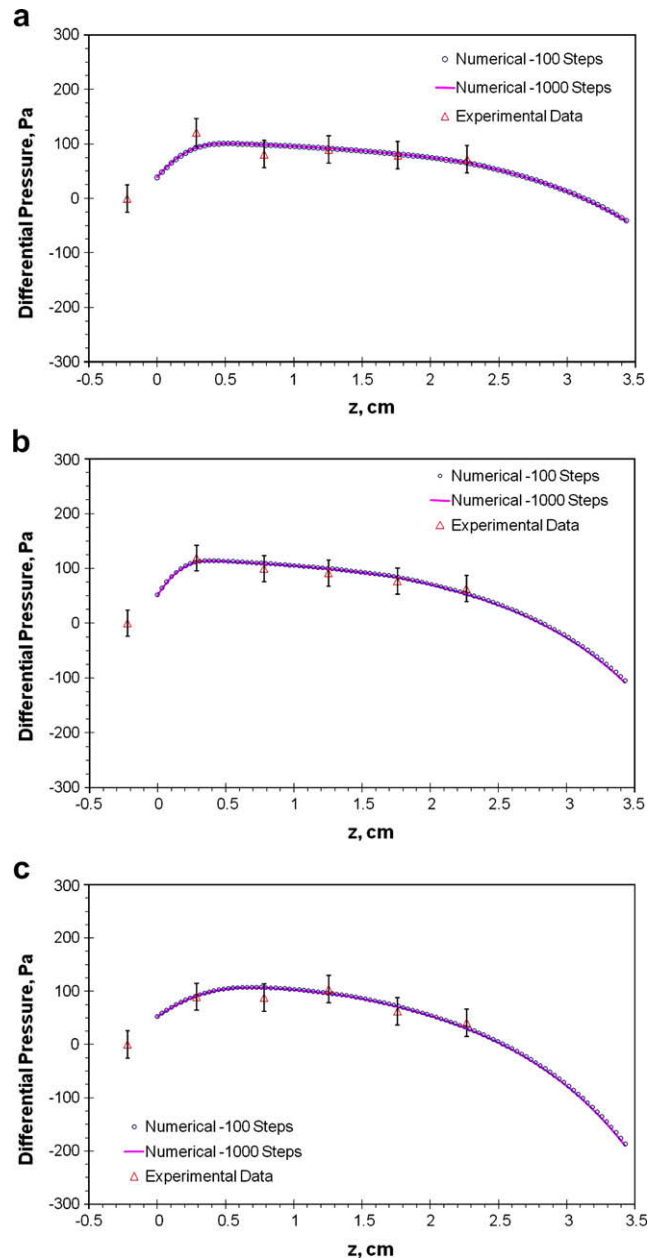 a
300
Numerical -100 Steps
200
Numerical -1000 Steps
Experimental Data
100
0
-100
-200
-300
Differential Pressure, Pa
-0.5 0 0.5 1 1.5 2 2.5 3 3.5
z, cm
b
300
Numerical -100 Steps
200
Numerical -1000 Steps
Experimental Data
100
0
-100
-200
-300
Differential Pressure, Pa
-0.5 0 0.5 1 1.5 2 2.5 3 3.5
z, cm
c
300
200
100
0
-100
Numerical -100 Steps
-200
Numerical -1000 Steps
Experimental Data
-300
Differential Pressure, Pa
-0.5 0 0.5 1 1.5 2 2.5 3 3.5
z, cm